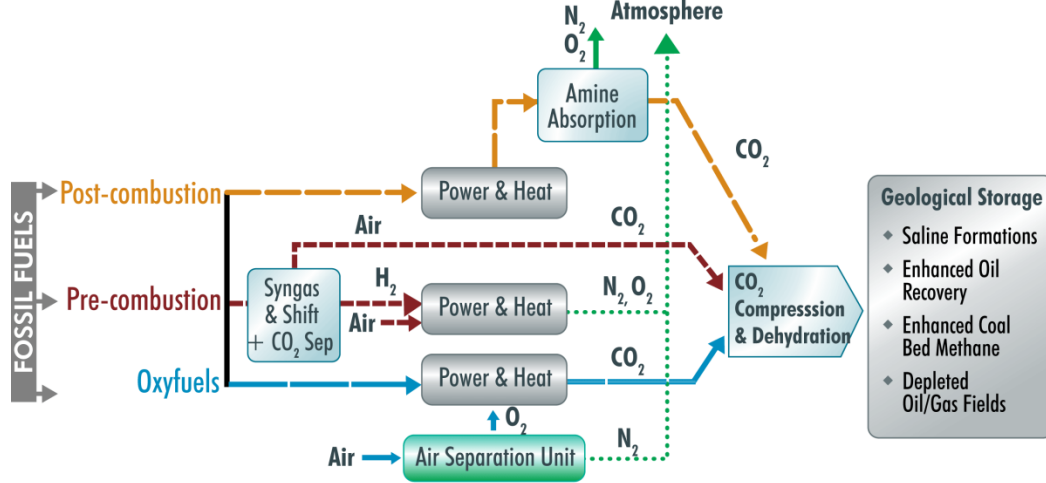 Atmosphere
N₂
O₂
Amine
Absorption
CO₂
FOSSIL FUELS
Post-combustion
Power & Heat
Geological Storage
Saline Formations
Enhanced Oil
Recovery
Enhanced Coal
Bed Methane
Depleted
Oil/Gas Fields
Air
CO₂
Pre-combustion
Syngas
& Shift
+ CO₂ Sep
H₂
Air
Power & Heat
N₂, O₂
CO₂
Compresssion
& Dehydration
Oxyfuels
Power & Heat
CO₂
O₂
Air
Air Separation Unit
N₂